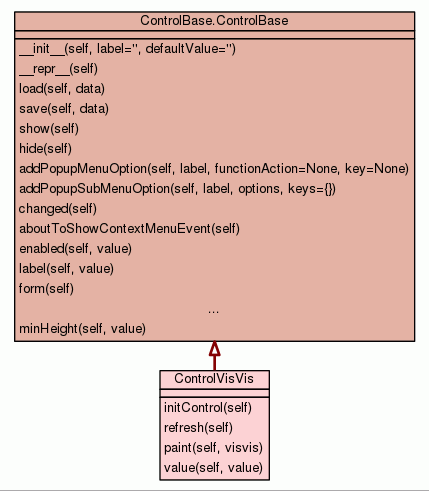 ControlBase.ControlBase
__init__(self, label='', defaultValue='')
__repr__(self)
load(self, data)
save(self, data)
show(self)
hide(self)
addPopupMenuOption(self, label, functionAction=None, key=None)
addPopupSubMenuOption(self, label, options, keys={})
changed(self)
aboutToShowContextMenuEvent(self)
enabled(self, value)
label(self, value)
form(self)
...
minHeight(self, value)
ControlVisVis
initControl(self)
refresh(self)
paint(self, visvis)
value(self, value)